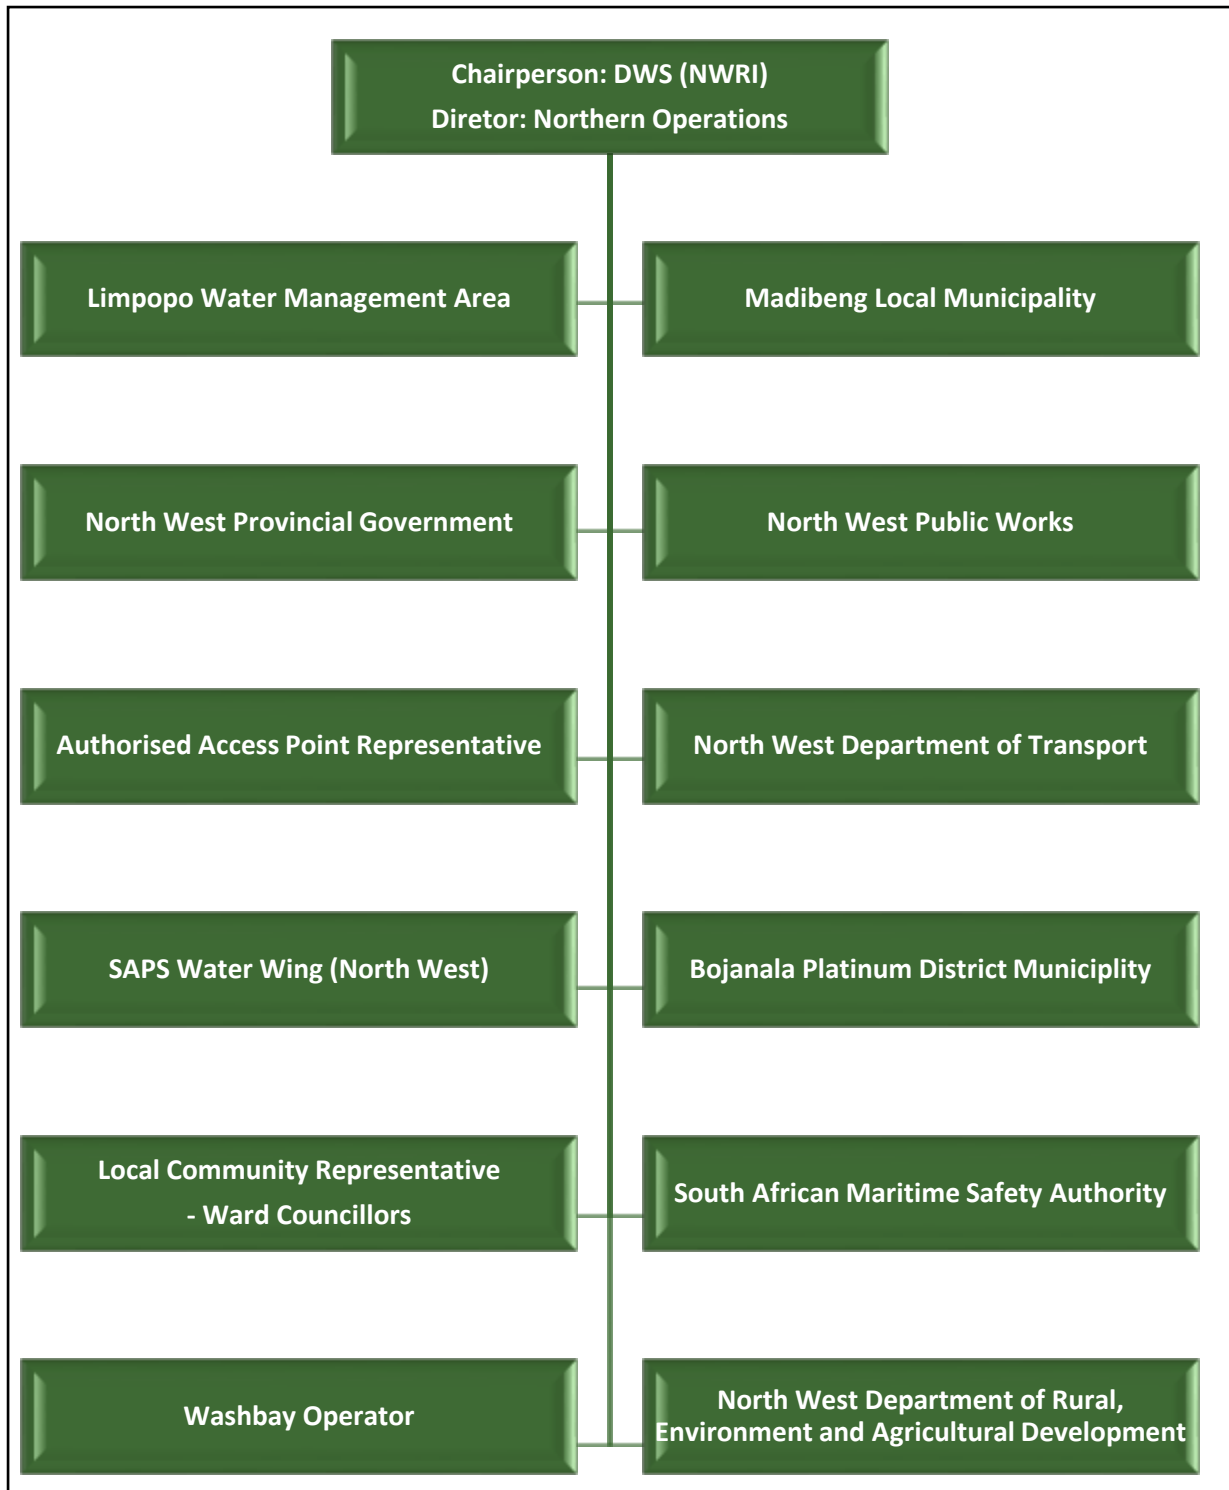 Chairperson: DWS (NWRI)
Diretor: Northern Operations
Limpopo Water Management Area
Madibeng Local Municipality
North West Provincial Government
North West Public Works
Authorised Access Point Representative
North West Department of Transport
SAPS Water Wing (North West)
Bojanala Platinum District Municiplity
Local Community Representative
- Ward Councillors
South African Maritime Safety Authority
Washbay Operator
North West Department of Rural,
Environment and Agricultural Development